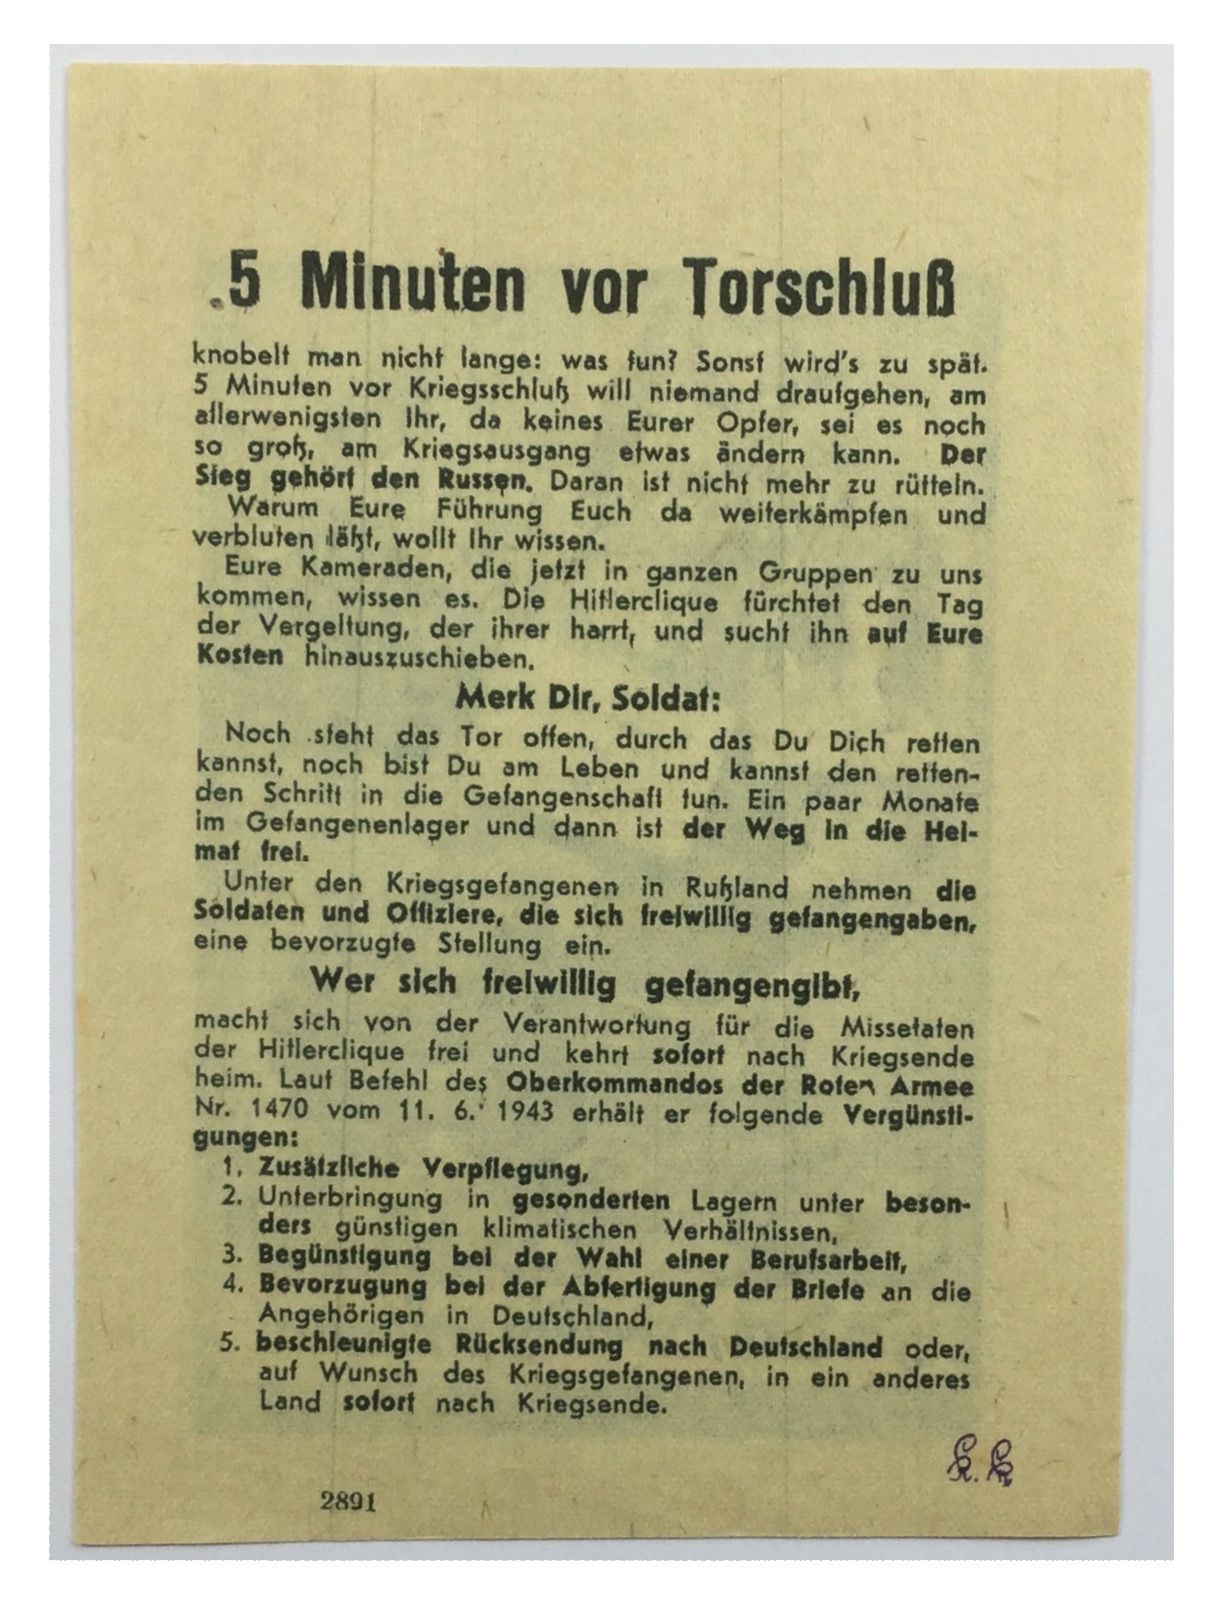 5 Minuten vor Torschluß
knobelt man nicht lange: was tun? Sonst wird's zu spät.
5 Minuten vor Kriegsschluß will niemand draufgehen, am
allerwenigsten Ihr, da keines Eurer Opfer, sei es noch
so groß, am Kriegsausgang etwas ändern kann. Der
Sieg gehört den Russen. Daran ist nicht mehr zu rütteln.
Warum Eure Führung Euch da weiterkämpfen und
verbluten läßt, wollt Ihr wissen.
Eure Kameraden, die jetzt in ganzen Gruppen zu uns
kommen, wissen es. Die Hitlerclique fürchtet den Tag
der Vergeltung, der ihrer harrt, und sucht ihn auf Eure
Kosten hinauszuschieben.
Merk Dir, Soldat:
Noch steht das Tor offen, durch das Du Dich retten
kannst, noch bist Du am Leben und kannst den retten-
den Schritt in die Gefangenschaft tun. Ein paar Monate
im Gefangenenlager und dann ist der Weg in die Hei-
mat frei.
Unter den Kriegsgefangenen in Rußland nehmen die
Soldaten und Offiziere, die sich freiwillig gefangengaben,
eine bevorzugte Stellung ein.
Wer sich freiwillig gefangengibt,
macht sich von der Verantwortung für die Missetaten
der Hitlerclique frei und kehrt sofort nach Kriegsende
heim. Laut Befehl des Oberkommandos der Roten Armee
Nr. 1470 vom 11. 6. 1943 erhält er folgende Vergünsti-
gungen:
1. Zusätzliche Verpflegung,
2. Unterbringung in gesonderten Lagern unter beson-
ders günstigen klimatischen Verhältnissen,
3. Begünstigung bei der Wahl einer Berufsarbeit,
4. Bevorzugung bei der Abfertigung der Briefe an die
Angehörigen in Deutschland,
5. beschleunigte Rücksendung nach Deutschland oder,
auf Wunsch des Kriegsgefangenen, in ein anderes
Land sofort nach Kriegsende.
2891